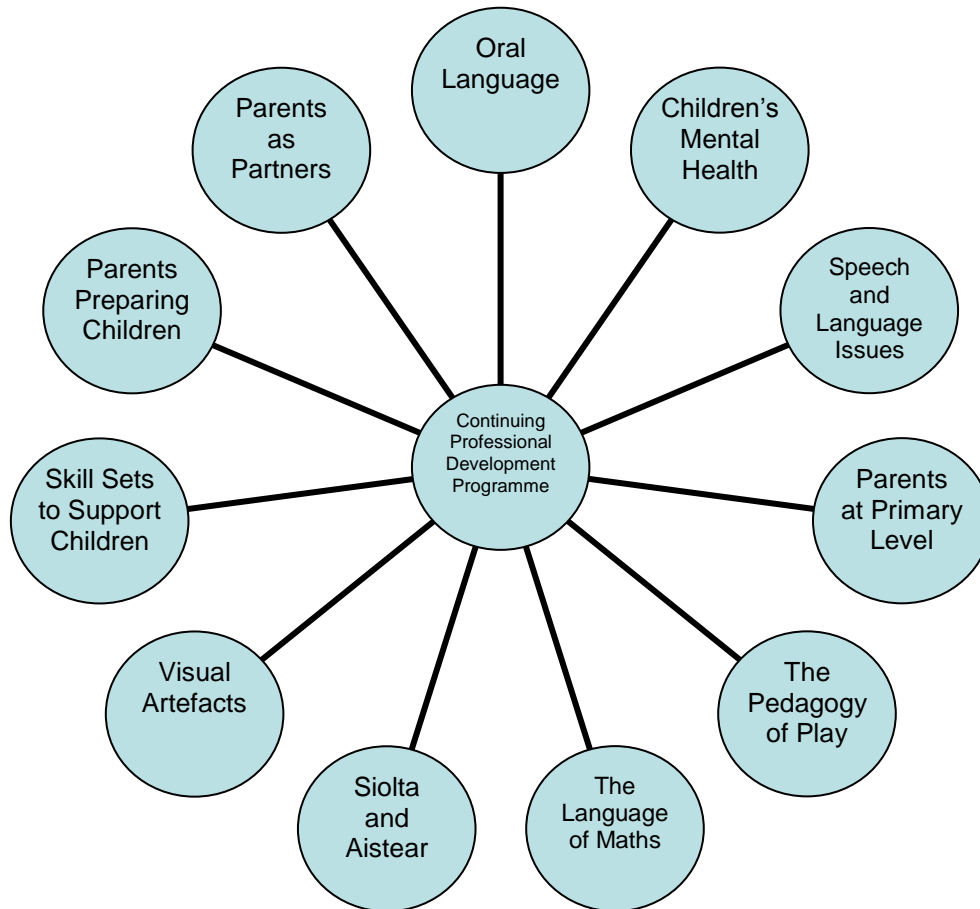 Oral
Language
Children's
Mental
Health
Speech
and
Language
Issues
Parents
at Primary
Level
The
Pedagogy
of Play
The
Language
of Maths
Siolta
and
Aistear
Visual
Artefacts
Skill Sets
to Support
Children
Parents
Preparing
Children
Parents
as
Partners
Continuing
Professional
Development
Programme